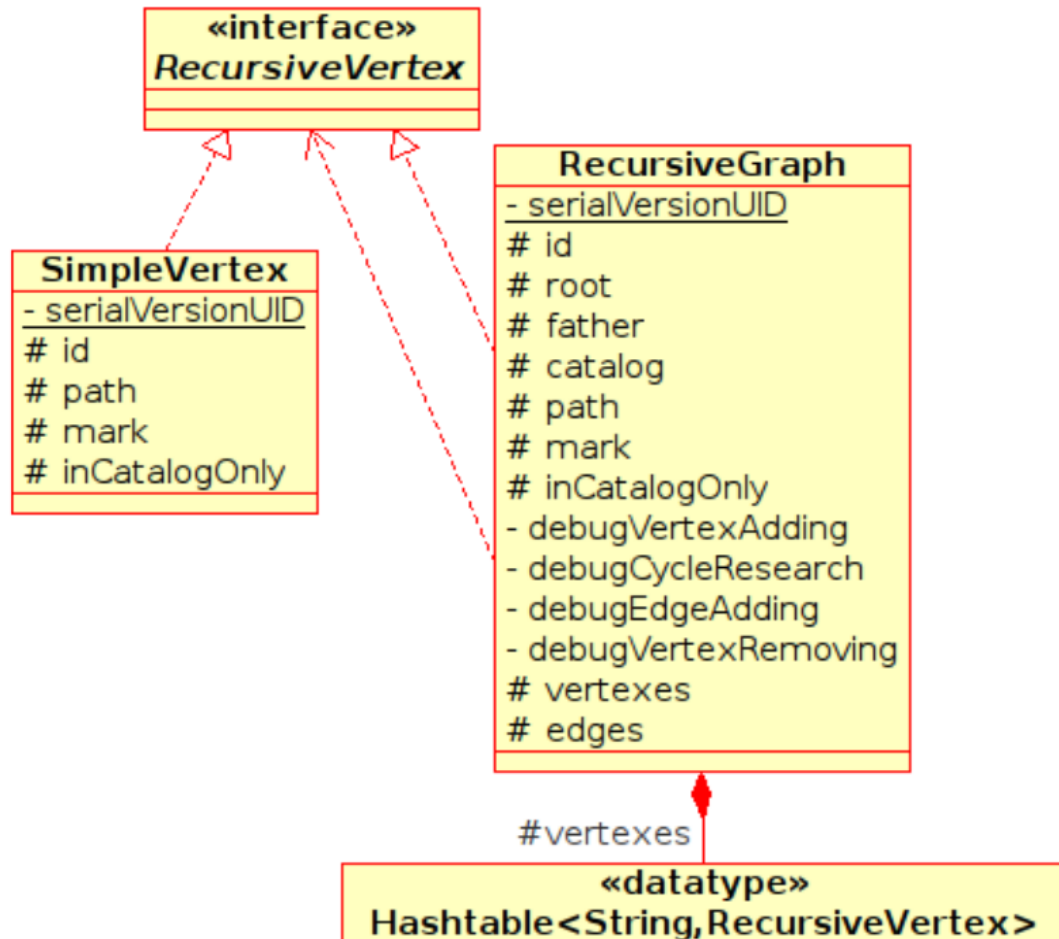 «interface»
RecursiveVertex
SimpleVertex
- serialVersionUID
# id
# path
# mark
# inCatalogOnly
RecursiveGraph
- serialVersionUID
# id
# root
# father
# catalog
# path
# mark
# inCatalogOnly
- debugVertexAdding
- debugCycleResearch
- debugEdgeAdding
- debugVertexRemoving
# vertexes
# edges
#vertexes
«datatype»
Hashtable<String,RecursiveVertex>